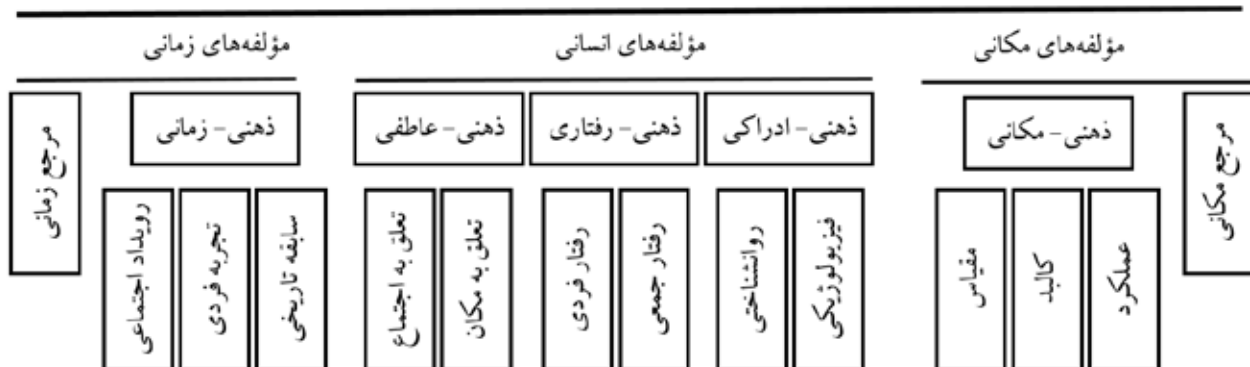 مؤلفه‌های مکانی
مؤلفه‌های انسانی
مؤلفه‌های زمانی
مرجع مکانی
ذهنی- مکانی
ذهنی- ادراکی
ذهنی- رفتاری
ذهنی- عاطفی
ذهنی- زمانی
مرجع زمانی
عملکرد
کالبد
مقیاس
فیزیولوژیکی
روانشناختی
رفتار جمعی
رفتار فردی
تعلق به مکان
تعلق به اجتماع
سابقه تاریخی
تجربه فردی
رویداد اجتماعی